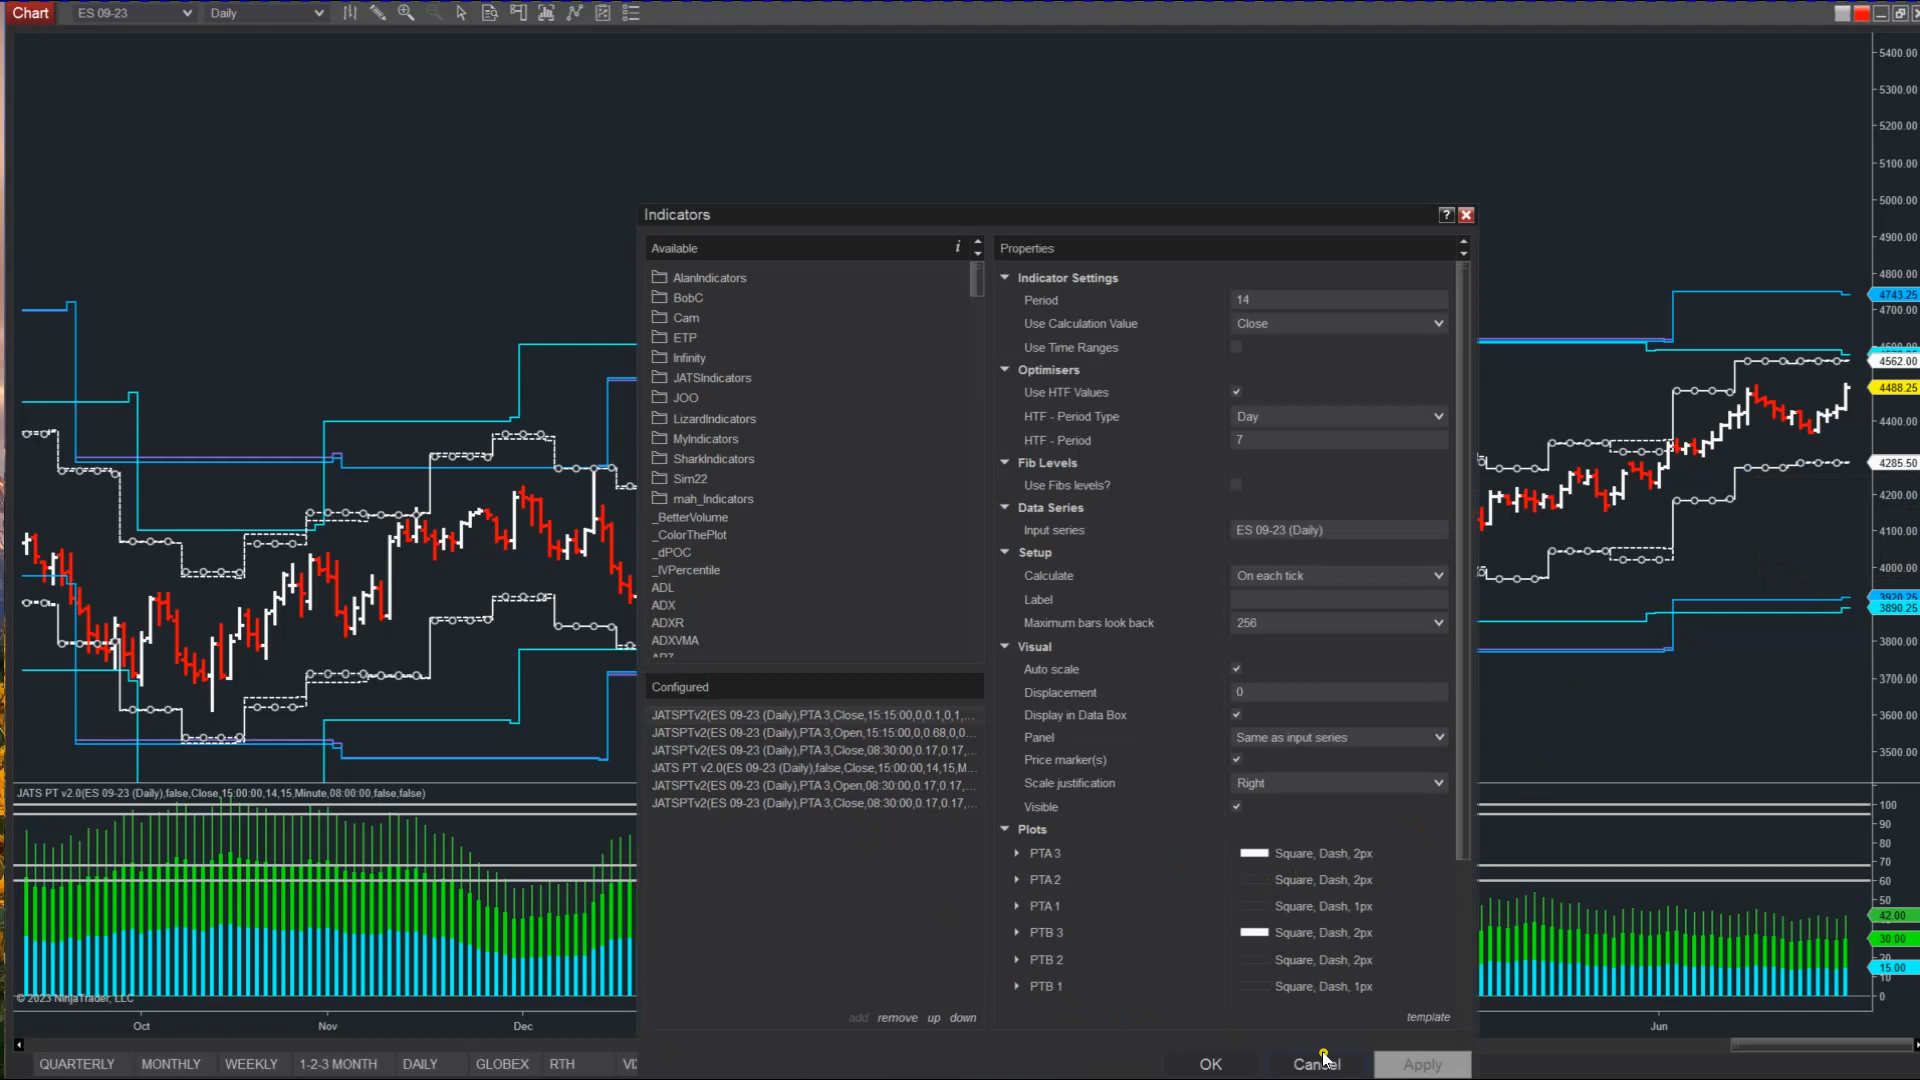 Chart ES 09-23 Daily
5400.00
5300.00
5200.00
5100.00
5000.00
4900.00
4800.00
4743.25
4700.00
4562.00
4488.25
4400.00
4285.50
4200.00
4100.00
4000.00
3920.25
3890.25
3800.00
3700.00
3600.00
3500.00
Indicators ?
Available i
AlanIndicators
BobC
Cam
ETP
Infinity
JATSIndicators
JOO
LizardIndicators
MyIndicators
SharkIndicators
Sim22
mah_Indicators
_BetterVolume
_ColorThePlot
_dPOC
_IVPercentile
ADL
ADX
ADXR
ADXVMA
Configured
JATSPTv2(ES 09-23 (Daily),PTA 3,Close,15:15:00,0,0.1,0,1,...
JATSPTv2(ES 09-23 (Daily),PTA 3,Open,15:15:00,0,0.68,0,0...
JATSPTv2(ES 09-23 (Daily),PTA 3,Close,08:30:00,0.17,0.17,...
JATS PT v2.0(ES 09-23 (Daily),false,Close,15:00:00,14,15,M...
JATSPTv2(ES 09-23 (Daily),PTA 3,Open,08:30:00,0.17,0.17,...
JATSPTv2(ES 09-23 (Daily),PTA 3,Close,08:30:00,0.17,0.17,...
add remove up down
Properties
Indicator Settings
Period 14
Use Calculation Value Close
Use Time Ranges
Optimisers
Use HTF Values
HTF - Period Type Day
HTF - Period 7
Fib Levels
Use Fibs levels?
Data Series
Input series ES 09-23 (Daily)
Setup
Calculate On each tick
Label
Maximum bars look back 256
Visual
Auto scale
Displacement 0
Display in Data Box
Panel Same as input series
Price marker(s)
Scale justification Right
Visible
Plots
PTA 3 Square, Dash, 2px
PTA 2 Square, Dash, 2px
PTA 1 Square, Dash, 1px
PTB 3 Square, Dash, 2px
PTB 2 Square, Dash, 2px
PTB 1 Square, Dash, 1px
template
OK Cancel Apply
JATS PT v2.0(ES 09-23 (Daily),false,Close,15:00:00,14,15,Minute,08:00:00,false,false)
100
90
80
70
60
50
42.00
30.00
15.00
0
© 2023 NinjaTrader, LLC
Oct Nov Dec Jun
QUARTERLY MONTHLY WEEKLY 1-2-3 MONTH DAILY GLOBEX RTH